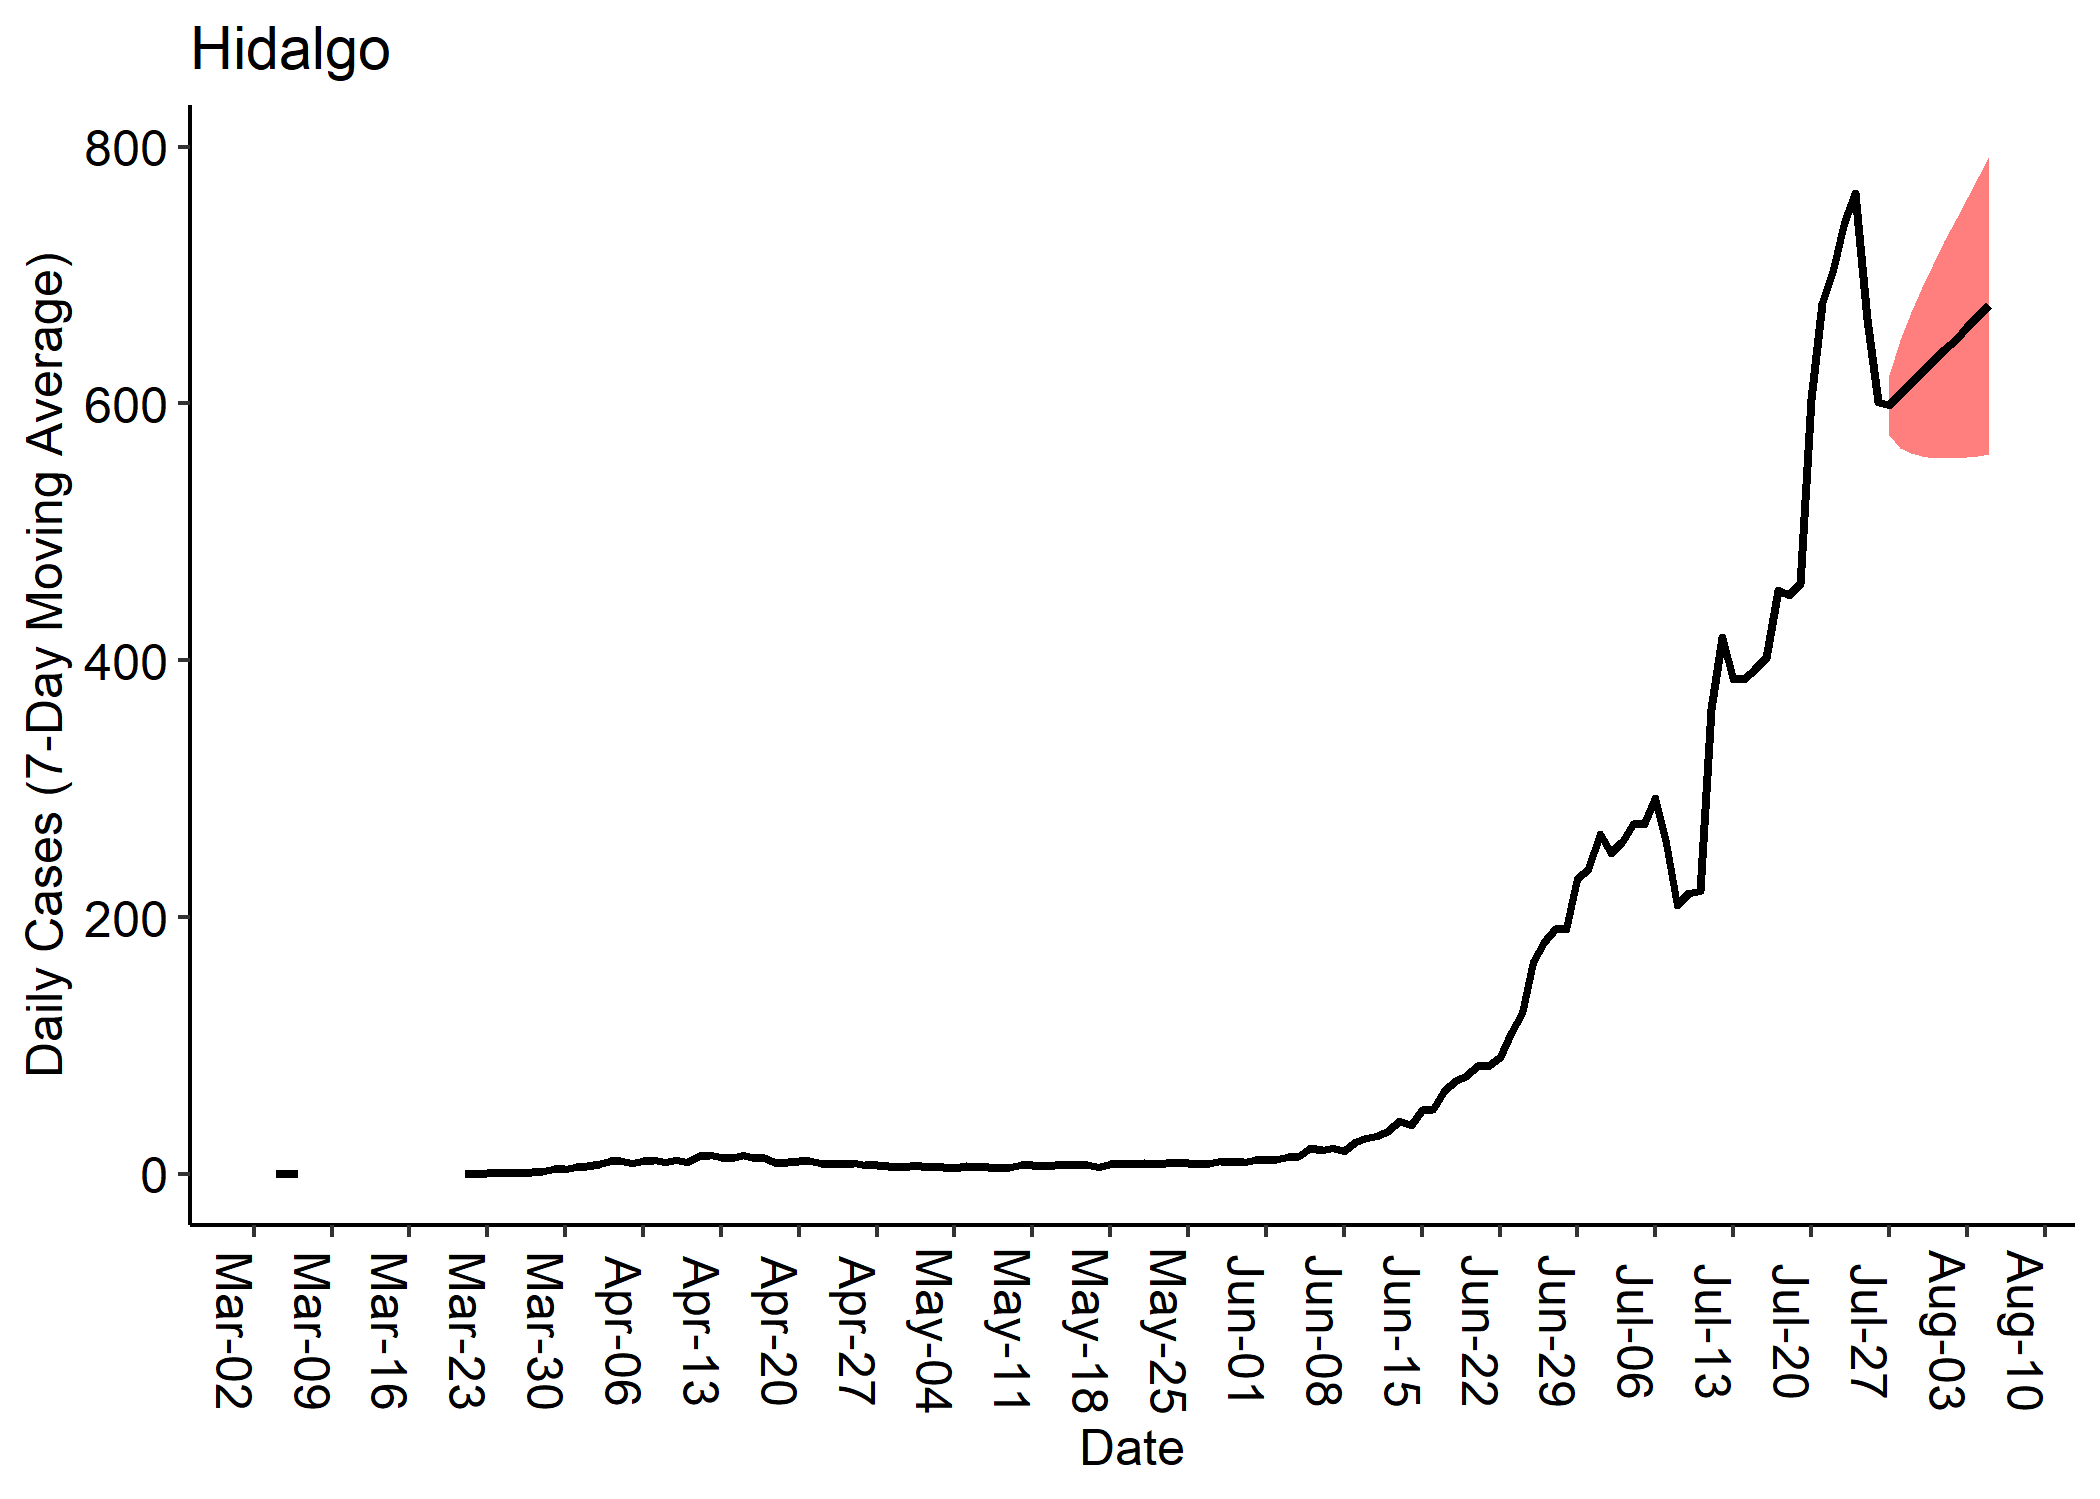 Hidalgo
Daily Cases (7-Day Moving Average)
800
600
400
200
0
Mar-02
Mar-09
Mar-16
Mar-23
Mar-30
Apr-06
Apr-13
Apr-20
Apr-27
May-04
May-11
May-18
May-25
Jun-01
Jun-08
Jun-15
Jun-22
Jun-29
Jul-06
Jul-13
Jul-20
Jul-27
Aug-03
Aug-10
Date